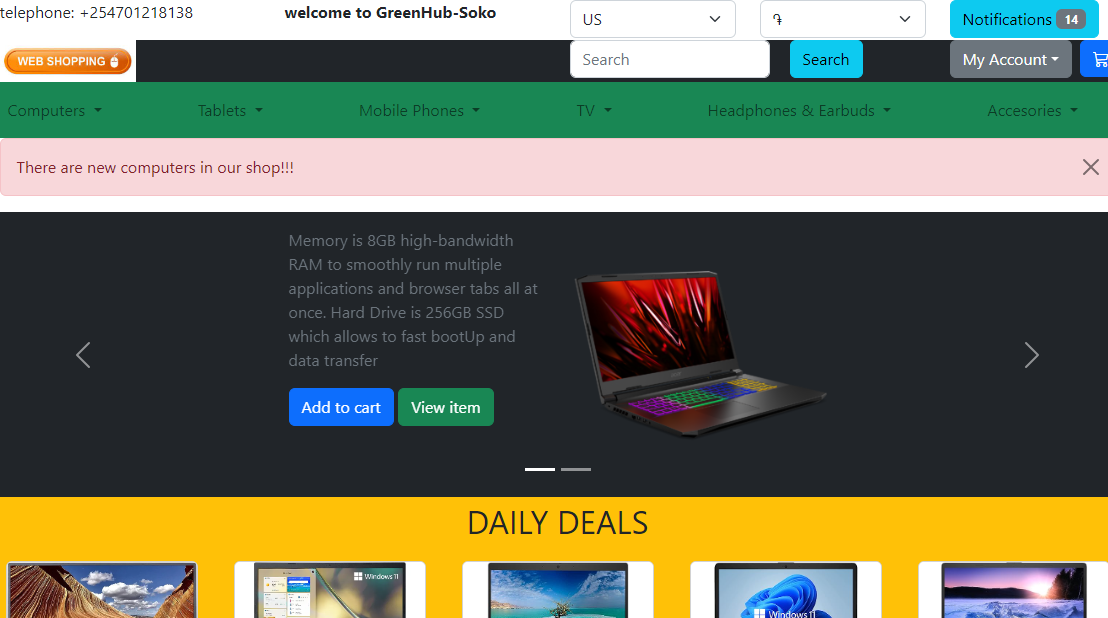 telephone: +254701218138
welcome to GreenHub-Soko
US
֏
Notifications 14
WEB SHOPPING
Search
Search
My Account
Computers
Tablets
Mobile Phones
TV
Headphones & Earbuds
Accesories
There are new computers in our shop!!!
Memory is 8GB high-bandwidth
RAM to smoothly run multiple
applications and browser tabs all at
once. Hard Drive is 256GB SSD
which allows to fast bootUp and
data transfer
Add to cart
View item
DAILY DEALS
Windows 11
Windows 11